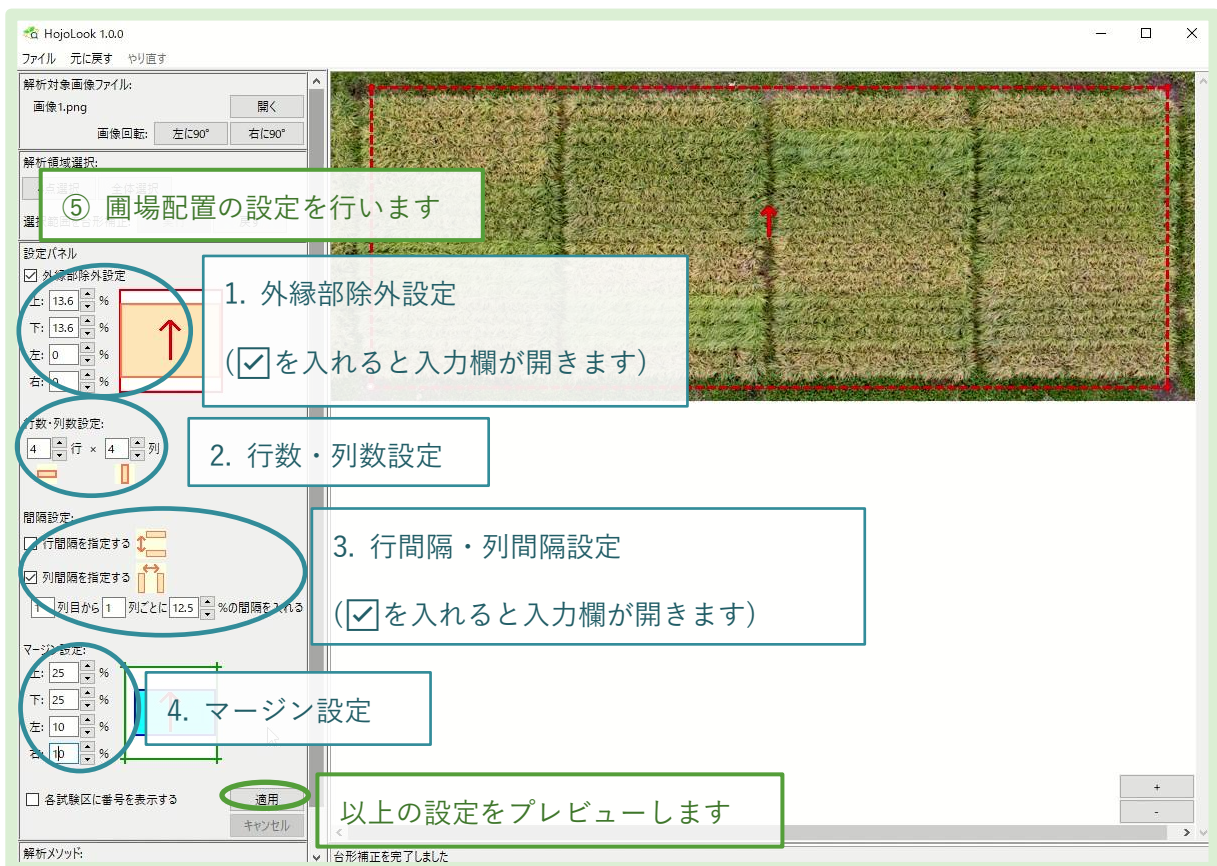 HojoLook 1.0.0
ファイル 元に戻す やり直す
解析対象画像ファイル:
画像1.png 開く
画像回転: 左に90° 右に90°
解析領域選択:
⑤ 圃場配置の設定を行います
設定パネル
外縁部除外設定
上: 13.6 %
下: 13.6 %
左: 0 %
右: 0 %
1. 外縁部除外設定
(☑を入れると入力欄が開きます)
行数・列数設定:
4 行 × 4 列
2. 行数・列数設定
間隔設定:
行間隔を指定する
列間隔を指定する
1 列目から 1 列ごとに 12.5 %の間隔を入れる
3. 行間隔・列間隔設定
(☑を入れると入力欄が開きます)
マージン設定:
上: 25 %
下: 25 %
左: 10 %
右: 10 %
4. マージン設定
各試験区に番号を表示する 適用
キャンセル
以上の設定をプレビューします
+
-
解析メソッド:
台形補正を完了しました